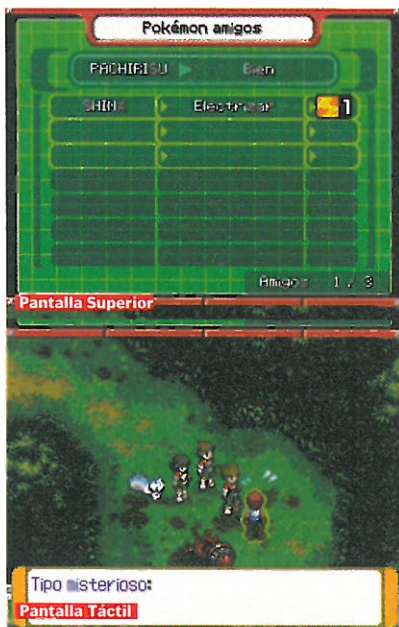 Pokémon amigos
PACHIRISU Bien
SHINX Electrizar 1
Amigos 1 / 3
Pantalla Superior
Tipo misterioso:
Pantalla Táctil